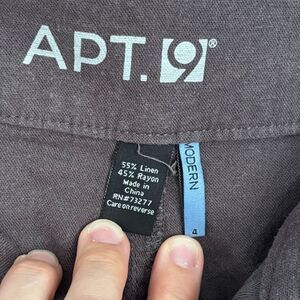 APT. 9®
55% Linen
45% Rayon
Made in
China
RN#73277
Care on reverse
MODERN
4